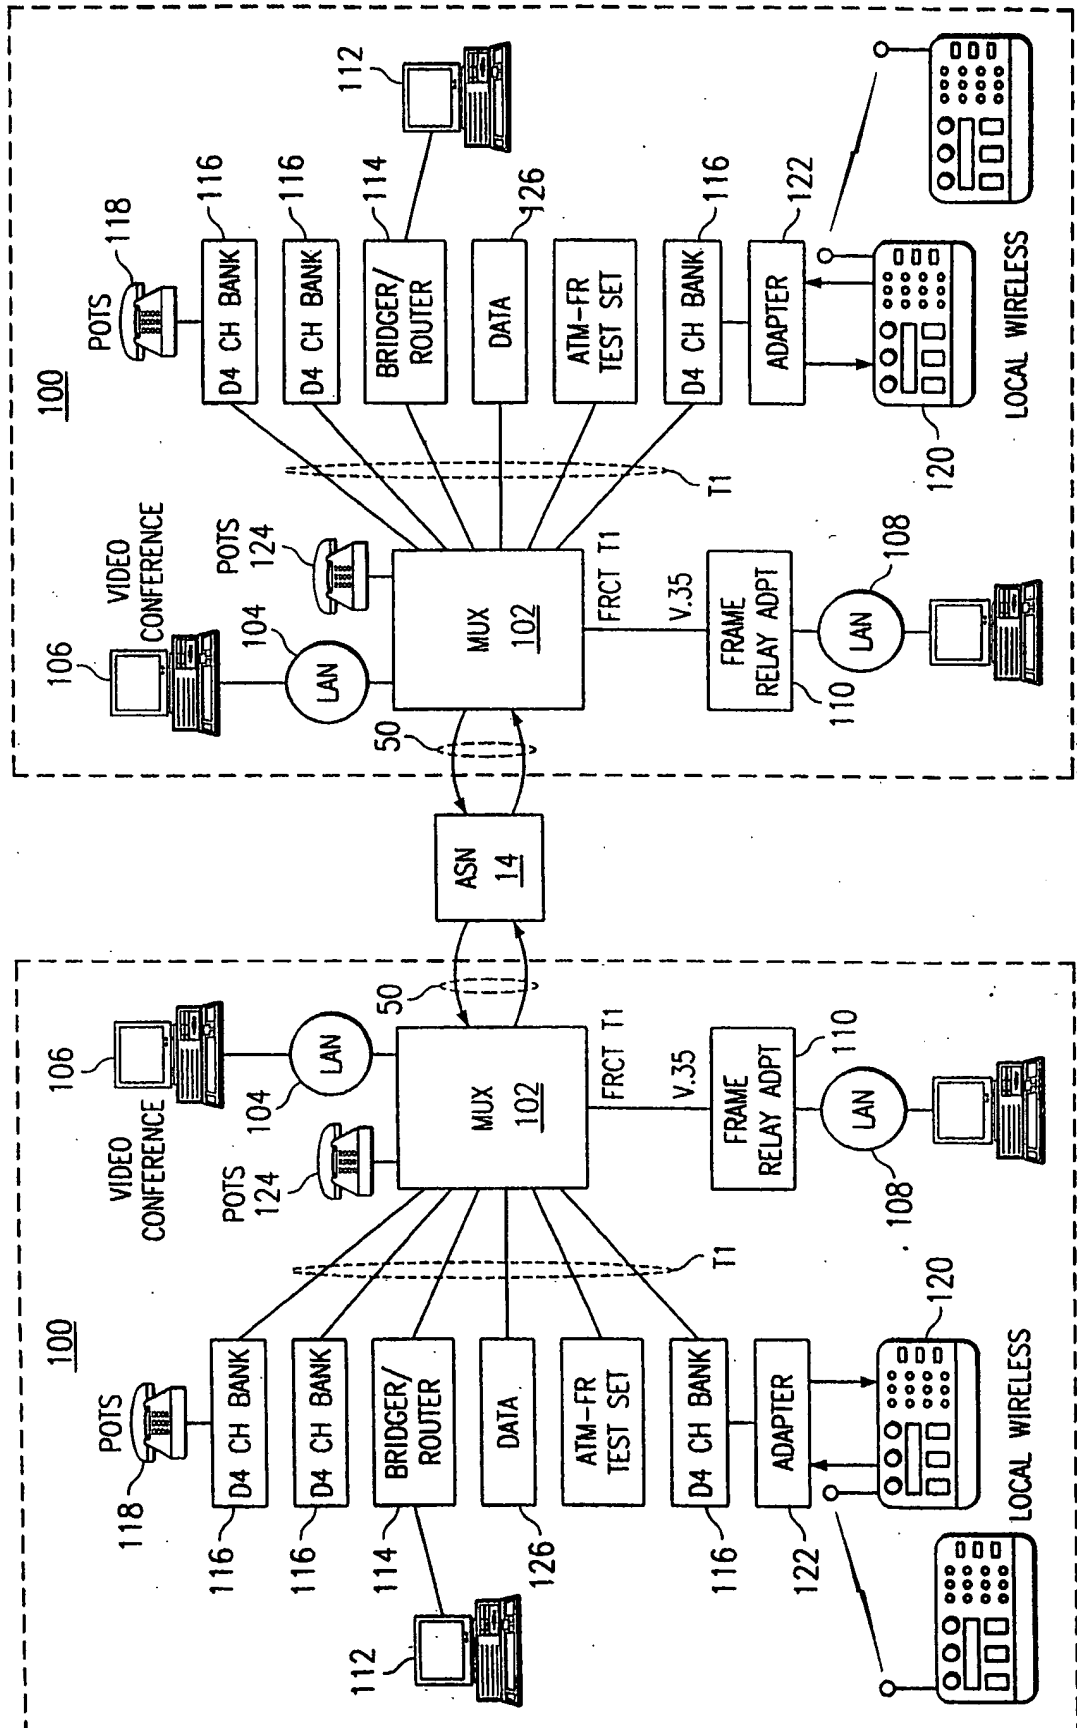 100
POTS
118
D4 CH BANK
116
D4 CH BANK
116
BRIDGER/
ROUTER
114
112
DATA
126
ATM-FR
TEST SET
D4 CH BANK
116
ADAPTER
122
120
LOCAL WIRELESS
T1
VIDEO
CONFERENCE
106
LAN
104
POTS
124
MUX
102
FRCT T1
V.35
FRAME
RELAY ADPT
110
LAN
108
50
ASN
14
50
100
VIDEO
CONFERENCE
106
LAN
104
POTS
124
MUX
102
FRCT T1
V.35
FRAME
RELAY ADPT
110
LAN
108
T1
POTS
118
D4 CH BANK
116
D4 CH BANK
116
BRIDGER/
ROUTER
114
112
DATA
126
ATM-FR
TEST SET
D4 CH BANK
116
ADAPTER
122
120
LOCAL WIRELESS